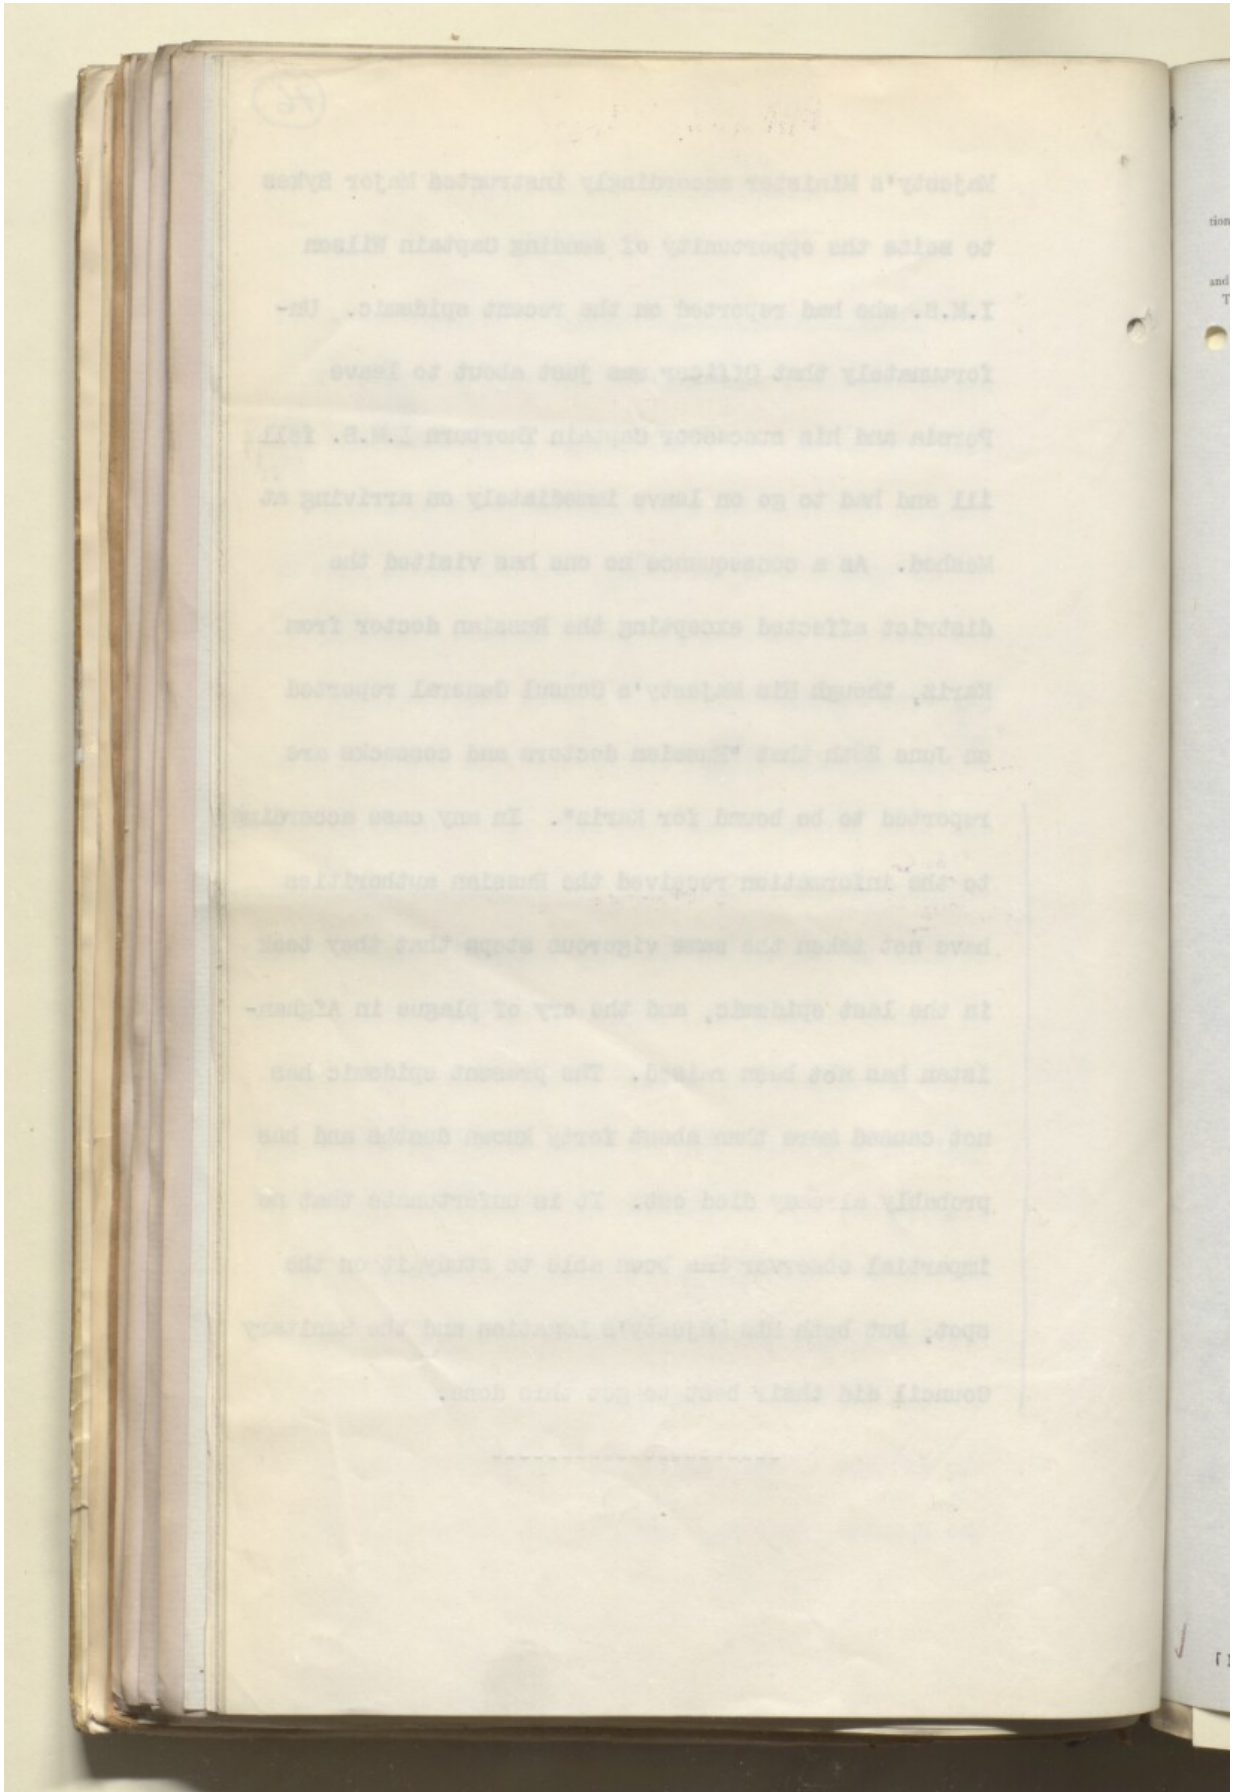 Majesty's Minister accordingly instructed Major Sykes
to seize the opportunity of sending Captain Wilson
I.M.S. who had reported on the recent epidemic. Un-
fortunately that Officer was just about to leave
Persia and his successor Captain Thorburn I.M.S. fell
ill and had to go on leave immediately on arriving at
Meshed. As a consequence no one has visited the
district affected excepting the Russian doctor from
Kariz, though His Majesty's Consul General reported
on June that "Russian doctors and cossacks are
reported to be bound for Kariz". In any case according
to the information received the Russian authorities
have not taken the same vigorous steps that they took
in the last epidemic, and the cry of plague in Afghan-
istan has not been raised. The present epidemic has
not caused more than about forty known deaths and has
probably already died out. It is unfortunate that no
impartial observer has been able to study it on the
spot, but both His Majesty's Legation and the Sanitary
Council did their best to get this done.
--------------------
76
tion
and
T